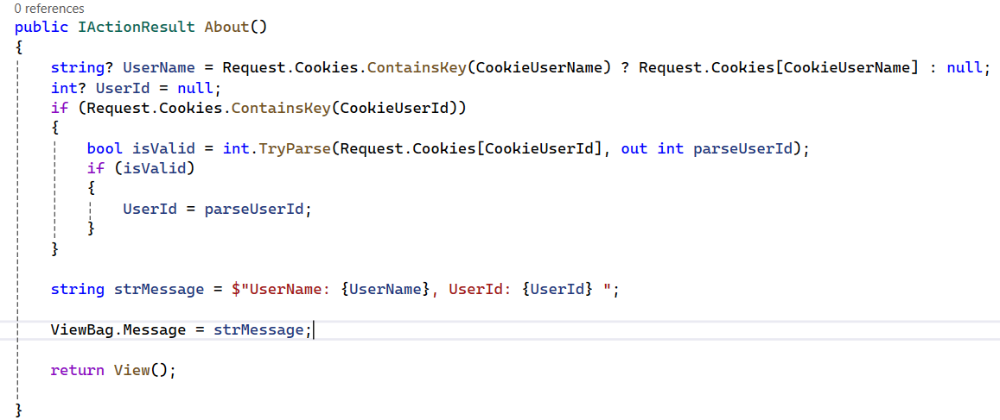 0 references
public IActionResult About()
{
    string? UserName = Request.Cookies.ContainsKey(CookieUserName) ? Request.Cookies[CookieUserName] : null;
    int? UserId = null;
    if (Request.Cookies.ContainsKey(CookieUserId))
    {
        bool isValid = int.TryParse(Request.Cookies[CookieUserId], out int parseUserId);
        if (isValid)
        {
            UserId = parseUserId;
        }
    }

    string strMessage = $"UserName: {UserName}, UserId: {UserId} ";

    ViewBag.Message = strMessage;

    return View();

}